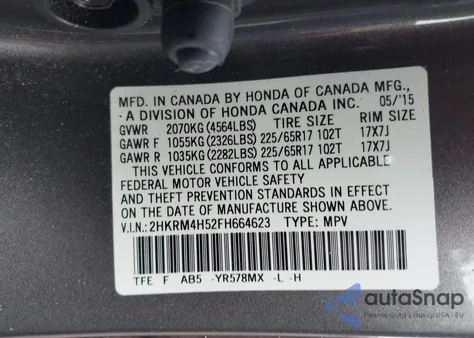 MFD. IN CANADA BY HONDA OF CANADA MFG.,
A DIVISION OF HONDA CANADA INC. 05/'15
GVWR 2070KG(4564LBS) TIRE SIZE RIM SIZE
GAWR F 1055KG(2326LBS) 225/65R17 102T 17X7J
GAWR R 1035KG(2282LBS) 225/65R17 102T 17X7J
THIS VEHICLE CONFORMS TO ALL APPLICABLE
FEDERAL MOTOR VEHICLE SAFETY
AND THEFT PREVENTION STANDARDS IN EFFECT
ON THE DATE OF MANUFACTURE SHOWN ABOVE.
V.I.N.: 2HKRM4H52FH664623 TYPE: MPV
TFE F AB5 -YR578MX -L -H
autoSnap